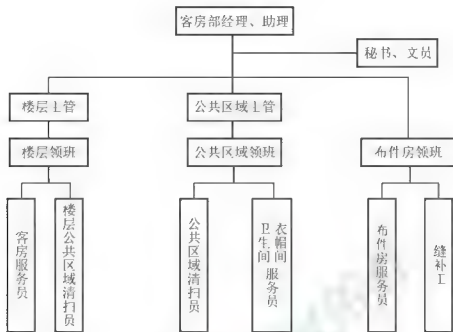 客房部经理、助理
秘书、文员
楼层主管
公共区域主管
楼层领班
公共区域领班
布件房领班
客房服务员
楼层公共区域清扫员
公共区域清扫员
衣帽间
卫生间
服务员
布件房服务员
缝补工